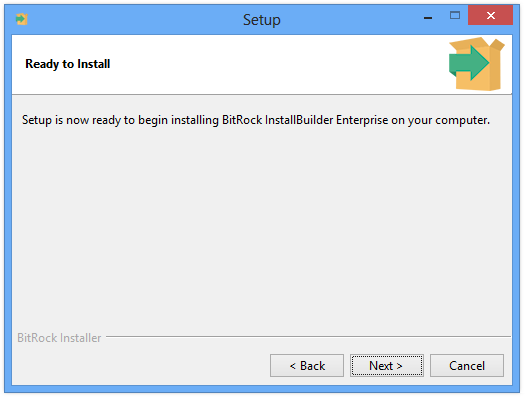 Setup
Ready to Install
Setup is now ready to begin installing BitRock InstallBuilder Enterprise on your computer.
BitRock Installer
< Back
Next >
Cancel